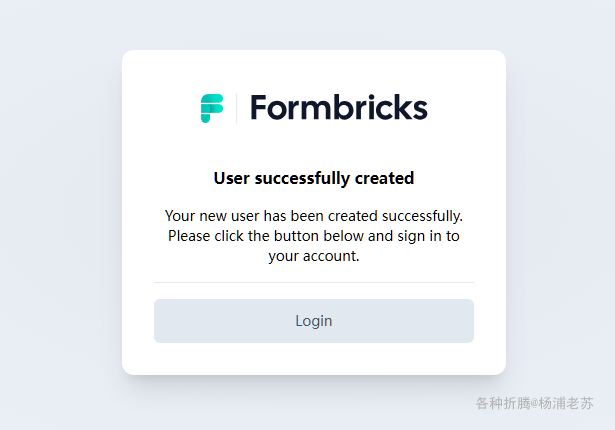 Formbricks
User successfully created
Your new user has been created successfully.
Please click the button below and sign in to
your account.
Login
各种折腾@杨浦老苏